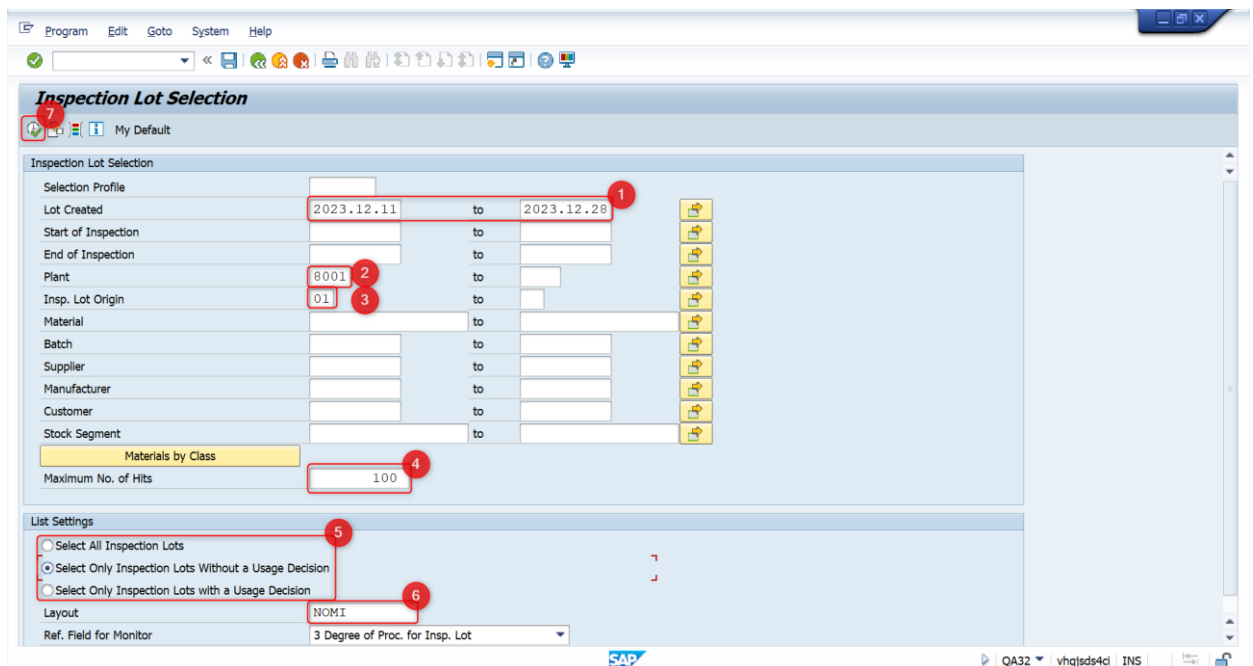 Program Edit Goto System Help
Inspection Lot Selection
7
My Default
Inspection Lot Selection
Selection Profile
1
Lot Created 2023.12.11 to 2023.12.28
Start of Inspection to
End of Inspection to
Plant 8001 2 to
Insp. Lot Origin 01 3 to
Material to
Batch to
Supplier to
Manufacturer to
Customer to
Stock Segment to
Materials by Class
4
Maximum No. of Hits 100
List Settings
5
Select All Inspection Lots
Select Only Inspection Lots Without a Usage Decision
Select Only Inspection Lots with a Usage Decision
6
Layout NOMI
Ref. Field for Monitor 3 Degree of Proc. for Insp. Lot
SAP QA32 vhgjsds4ci INS